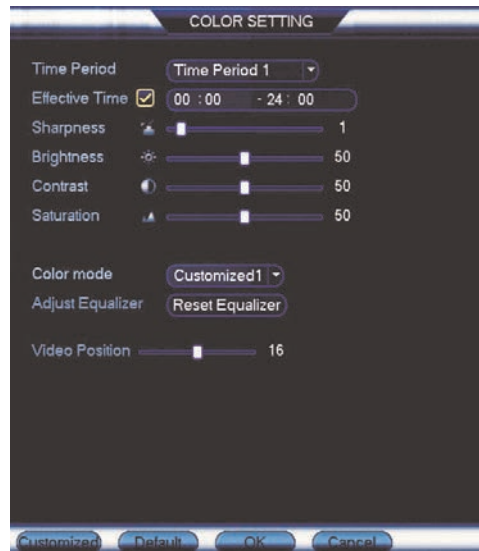 COLOR SETTING
Time Period Time Period 1
Effective Time 00 : 00 - 24 : 00
Sharpness 1
Brightness 50
Contrast 50
Saturation 50
Color mode Customized1
Adjust Equalizer Reset Equalizer
Video Position 16
Customized Default OK Cancel